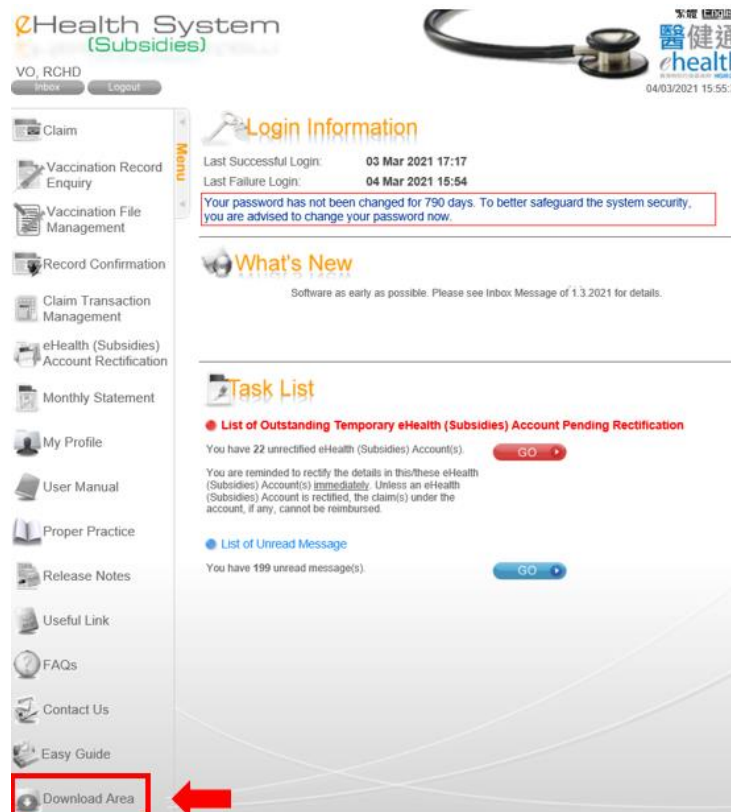 eHealth System
(Subsidies)
繁體 English
醫健通
ehealth
VO, RCHD
Inbox
Logout
04/03/2021 15:55:
Menu
Claim
Vaccination Record
Enquiry
Vaccination File
Management
Record Confirmation
Claim Transaction
Management
eHealth (Subsidies)
Account Rectification
Monthly Statement
My Profile
User Manual
Proper Practice
Release Notes
Useful Link
FAQs
Contact Us
Easy Guide
Download Area
Login Information
Last Successful Login: 03 Mar 2021 17:17
Last Failure Login: 04 Mar 2021 15:54
Your password has not been changed for 790 days. To better safeguard the system security,
you are advised to change your password now.
What's New
Software as early as possible. Please see Inbox Message of 1.3.2021 for details.
Task List
List of Outstanding Temporary eHealth (Subsidies) Account Pending Rectification
You have 22 unrectified eHealth (Subsidies) Account(s).
GO
You are reminded to rectify the details in this/these eHealth
(Subsidies) Account(s) immediately. Unless an eHealth
(Subsidies) Account is rectified, the claim(s) under the
account, if any, cannot be reimbursed.
List of Unread Message
You have 199 unread message(s).
GO